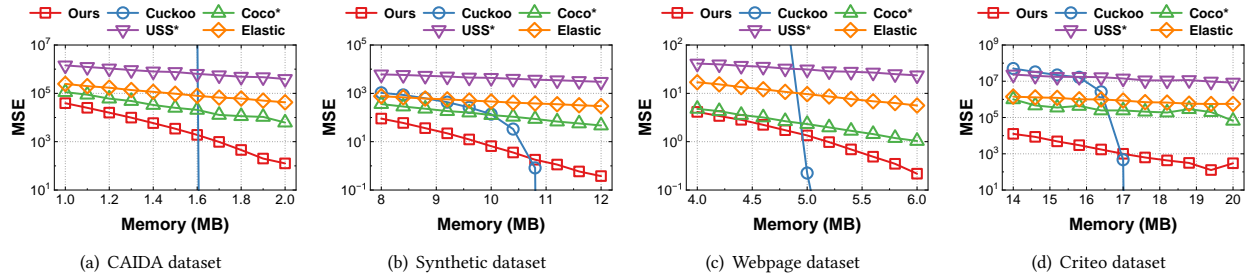 Ours Cuckoo Coco*
USS* Elastic
MSE
10^7
10^5
10^3
10^1
1.0 1.2 1.4 1.6 1.8 2.0
Memory (MB)
(a) CAIDA dataset
Ours Cuckoo Coco*
USS* Elastic
MSE
10^5
10^3
10^1
10^−1
8 9 10 11 12
Memory (MB)
(b) Synthetic dataset
Ours Cuckoo Coco*
USS* Elastic
MSE
10^2
10^1
10^0
10^−1
4.0 4.5 5.0 5.5 6.0
Memory (MB)
(c) Webpage dataset
Ours Cuckoo Coco*
USS* Elastic
MSE
10^9
10^7
10^5
10^3
10^1
14 15 16 17 18 19 20
Memory (MB)
(d) Criteo dataset